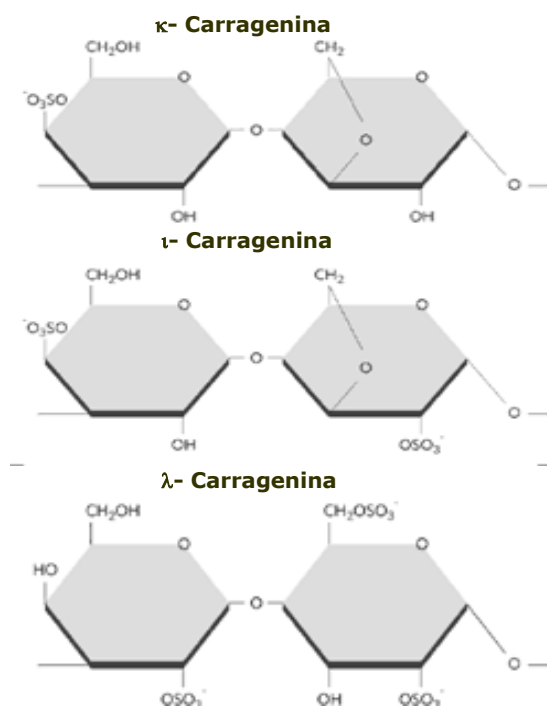 κ- Carragenina
CH₂OH CH₂
O O
⁻O₃SO
O O
O
OH OH
ι- Carragenina
CH₂OH CH₂
O O
⁻O₃SO
O O
O
OH OSO₃⁻
λ- Carragenina
CH₂OH CH₂OSO₃⁻
O O
HO
O
O
OSO₃⁻ OH OSO₃⁻